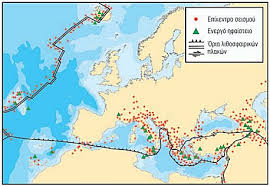 Επίκεντρο σεισμού
Ενεργό ηφαίστειο
Όρια λιθοσφαιρικών
πλακών